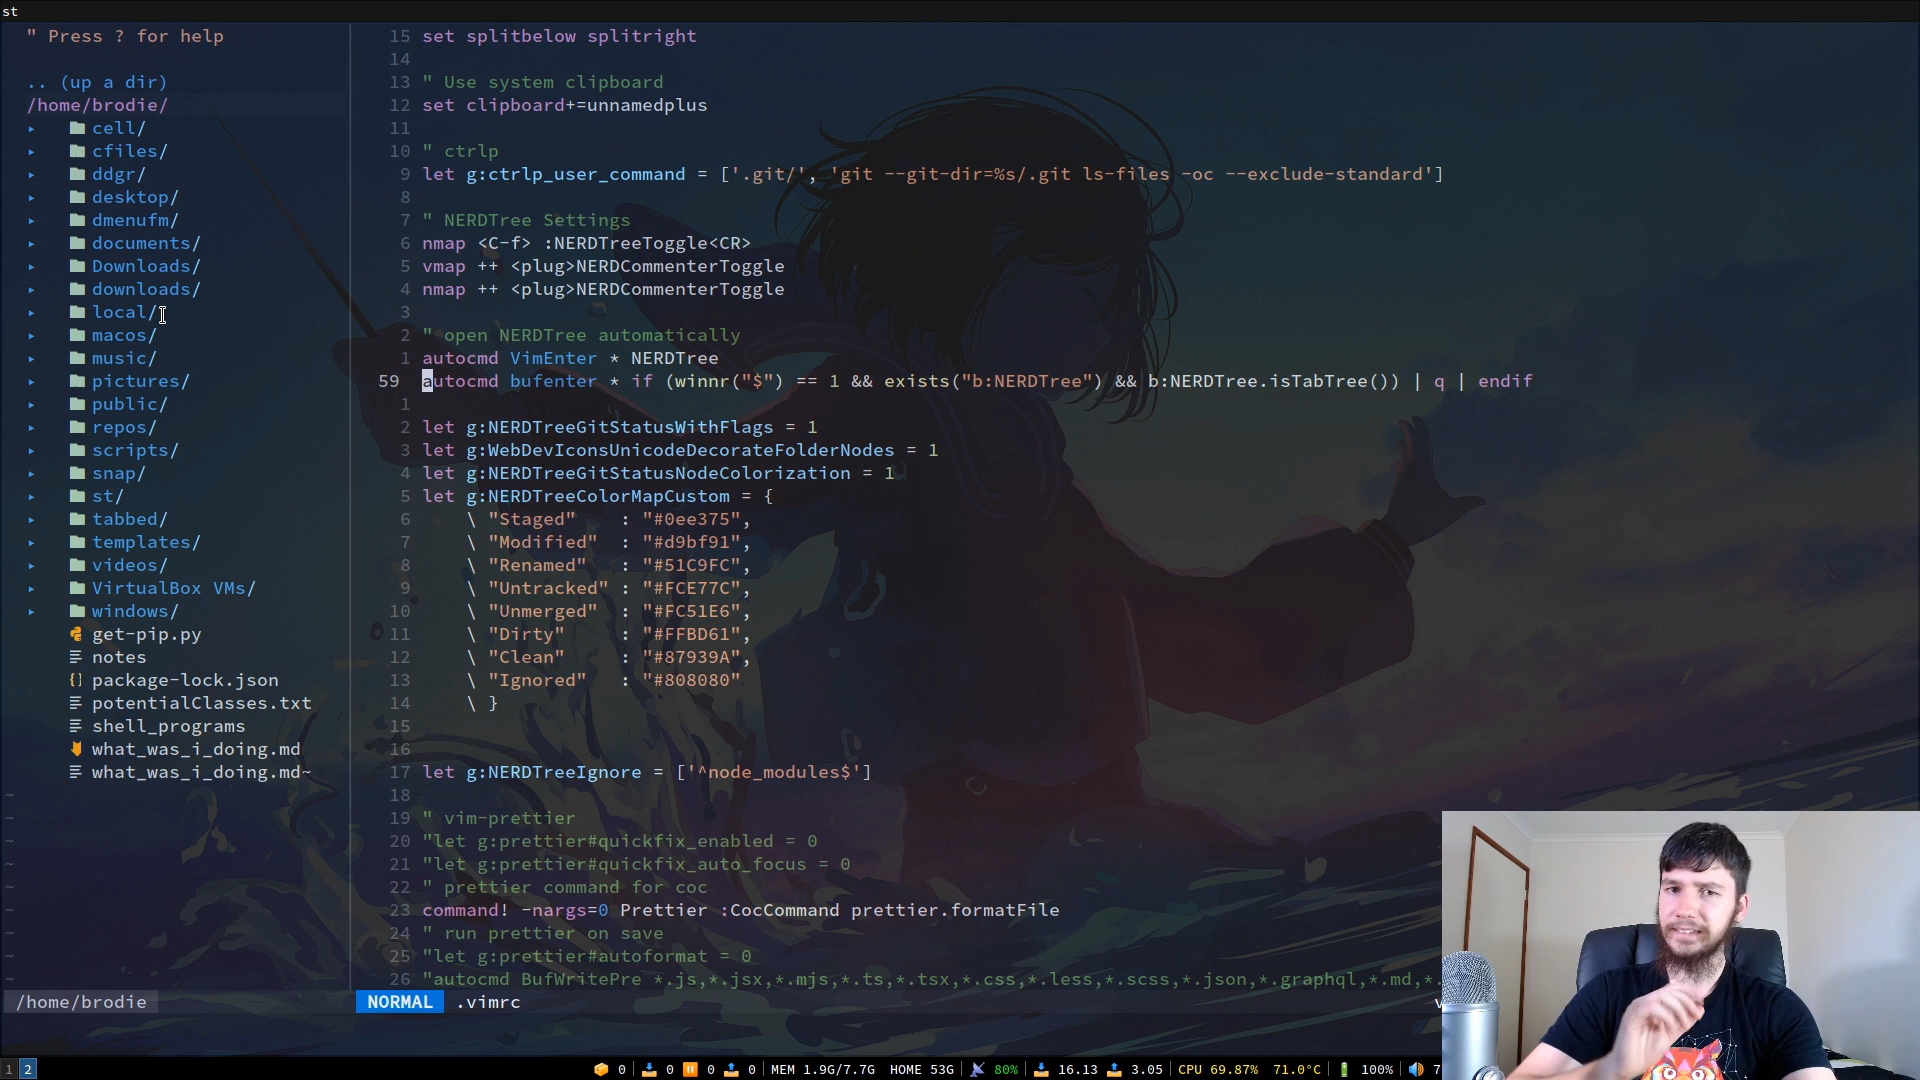 st
" Press ? for help
.. (up a dir)
/home/brodie/
▸ cell/
▸ cfiles/
▸ ddgr/
▸ desktop/
▸ dmenufm/
▸ documents/
▸ Downloads/
▸ downloads/
▸ local/
▸ macos/
▸ music/
▸ pictures/
▸ public/
▸ repos/
▸ scripts/
▸ snap/
▸ st/
▸ tabbed/
▸ templates/
▸ videos/
▸ VirtualBox VMs/
▸ windows/
get-pip.py
notes
{} package-lock.json
potentialClasses.txt
shell_programs
what_was_i_doing.md
what_was_i_doing.md~
~
~
~
~
~
~
~
~
~
/home/brodie
15 set splitbelow splitright
14
13 " Use system clipboard
12 set clipboard+=unnamedplus
11
10 " ctrlp
9 let g:ctrlp_user_command = ['.git/', 'git --git-dir=%s/.git ls-files -oc --exclude-standard']
8
7 " NERDTree Settings
6 nmap <C-f> :NERDTreeToggle<CR>
5 vmap ++ <plug>NERDCommenterToggle
4 nmap ++ <plug>NERDCommenterToggle
3
2 " open NERDTree automatically
1 autocmd VimEnter * NERDTree
59 autocmd bufenter * if (winnr("$") == 1 && exists("b:NERDTree") && b:NERDTree.isTabTree()) | q | endif
1
2 let g:NERDTreeGitStatusWithFlags = 1
3 let g:WebDevIconsUnicodeDecorateFolderNodes = 1
4 let g:NERDTreeGitStatusNodeColorization = 1
5 let g:NERDTreeColorMapCustom = {
6 \ "Staged" : "#0ee375",
7 \ "Modified" : "#d9bf91",
8 \ "Renamed" : "#51C9FC",
9 \ "Untracked" : "#FCE77C",
10 \ "Unmerged" : "#FC51E6",
11 \ "Dirty" : "#FFBD61",
12 \ "Clean" : "#87939A",
13 \ "Ignored" : "#808080"
14 \ }
15
16
17 let g:NERDTreeIgnore = ['^node_modules$']
18
19 " vim-prettier
20 "let g:prettier#quickfix_enabled = 0
21 "let g:prettier#quickfix_auto_focus = 0
22 " prettier command for coc
23 command! -nargs=0 Prettier :CocCommand prettier.formatFile
24 " run prettier on save
25 "let g:prettier#autoformat = 0
26 "autocmd BufWritePre *.js,*.jsx,*.mjs,*.ts,*.tsx,*.css,*.less,*.scss,*.json,*.graphql,*.md,*.
NORMAL .vimrc
1 2
0 | 0 0 0 | MEM 1.9G/7.7G HOME 53G | 80% | 16.13 3.05 | CPU 69.87% 71.0°C | 100% | 7